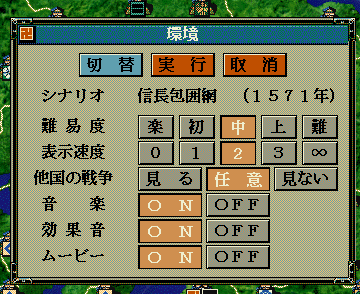 環境
切替 実行 取消
シナリオ 信長包囲網 (1571年)
難易度 楽 初 中 上 難
表示速度 0 1 2 3 ∞
他国の戦争 見る 任意 見ない
音楽 ON OFF
効果音 ON OFF
ムービー ON OFF